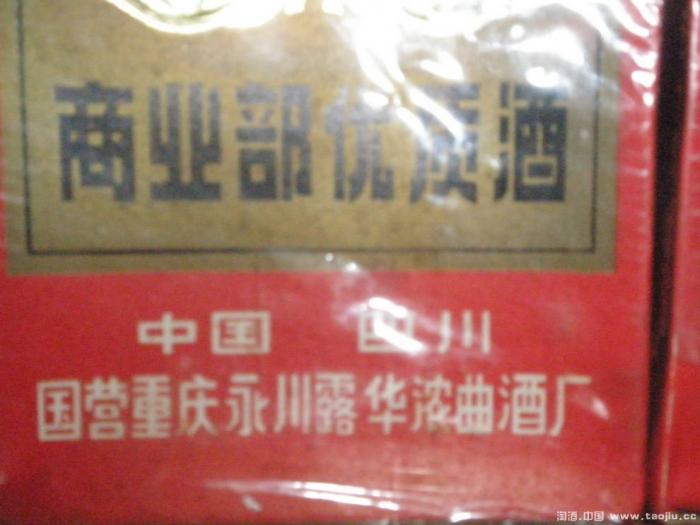 商业部优质酒
中国 四川
国营重庆永川露华浓曲酒厂
淘酒.中国 www.taojiu.cc